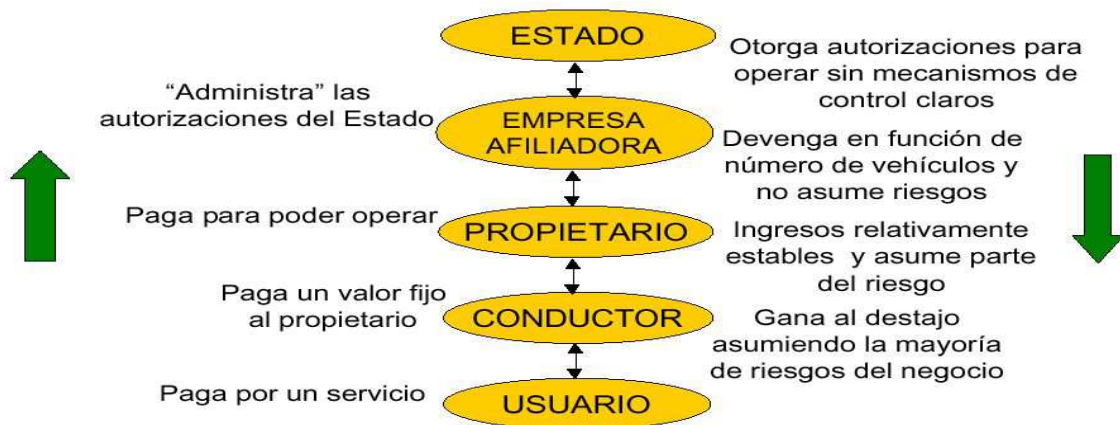 ESTADO
Otorga autorizaciones para
operar sin mecanismos de
control claros
“Administra” las
autorizaciones del Estado
EMPRESA
AFILIADORA
Devenga en función de
número de vehículos y
no asume riesgos
Paga para poder operar
PROPIETARIO
Ingresos relativamente
estables y asume parte
del riesgo
Paga un valor fijo
al propietario
CONDUCTOR
Gana al destajo
asumiendo la mayoría
de riesgos del negocio
Paga por un servicio
USUARIO